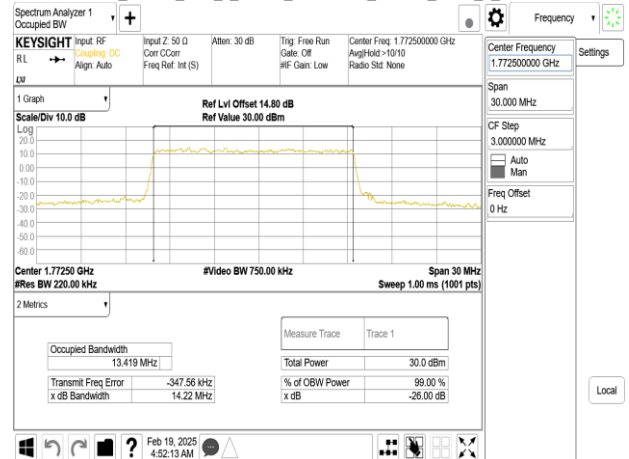 Spectrum Analyzer 1
Occupied BW
+
Frequency
KEYSIGHT
RL
LXI
Input: RF
Coupling: DC
Align: Auto
Input Z: 50 Ω
Corr CCorr
Freq Ref: Int (S)
Atten: 30 dB
Trig: Free Run
Gate: Off
#IF Gain: Low
Center Freq: 1.772500000 GHz
Avg|Hold:>10/10
Radio Std: None
Center Frequency
1.772500000 GHz
Settings
Span
30.000 MHz
CF Step
3.000000 MHz
Auto
Man
Freq Offset
0 Hz
Local
1 Graph
Scale/Div 10.0 dB
Ref Lvl Offset 14.80 dB
Ref Value 30.00 dBm
Log
20.0
10.0
0.00
-10.0
-20.0
-30.0
-40.0
-50.0
-60.0
Center 1.77250 GHz
#Video BW 750.00 kHz
Span 30 MHz
#Res BW 220.00 kHz
Sweep 1.00 ms (1001 pts)
2 Metrics
Measure Trace
Trace 1
Occupied Bandwidth
13.419 MHz
Total Power
30.0 dBm
Transmit Freq Error
-347.56 kHz
% of OBW Power
99.00 %
x dB Bandwidth
14.22 MHz
x dB
-26.00 dB
?
Feb 19, 2025
4:52:13 AM